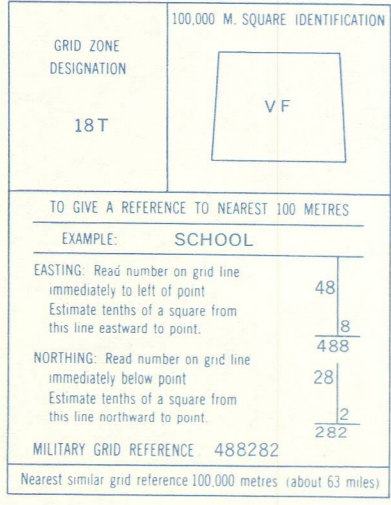 GRID ZONE
DESIGNATION
18T
100,000 M. SQUARE IDENTIFICATION
VF
TO GIVE A REFERENCE TO NEAREST 100 METRES
EXAMPLE: SCHOOL
EASTING: Read number on grid line
immediately to left of point 48
Estimate tenths of a square from
this line eastward to point. 8
488
NORTHING: Read number on grid line
immediately below point 28
Estimate tenths of a square from
this line northward to point. 2
282
MILITARY GRID REFERENCE 488282
Nearest similar grid reference 100,000 metres (about 63 miles)